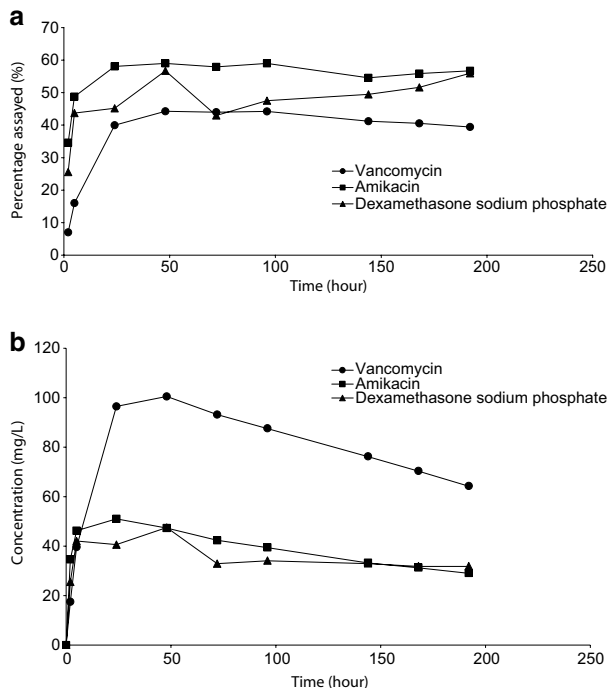 a
Percentage assayed (%)
70
60
50
40
30
20
10
0
Vancomycin
Amikacin
Dexamethasone sodium phosphate
0 50 100 150 200 250
Time (hour)
b
Concentration (mg/L)
120
100
80
60
40
20
0
Vancomycin
Amikacin
Dexamethasone sodium phosphate
0 50 100 150 200 250
Time (hour)